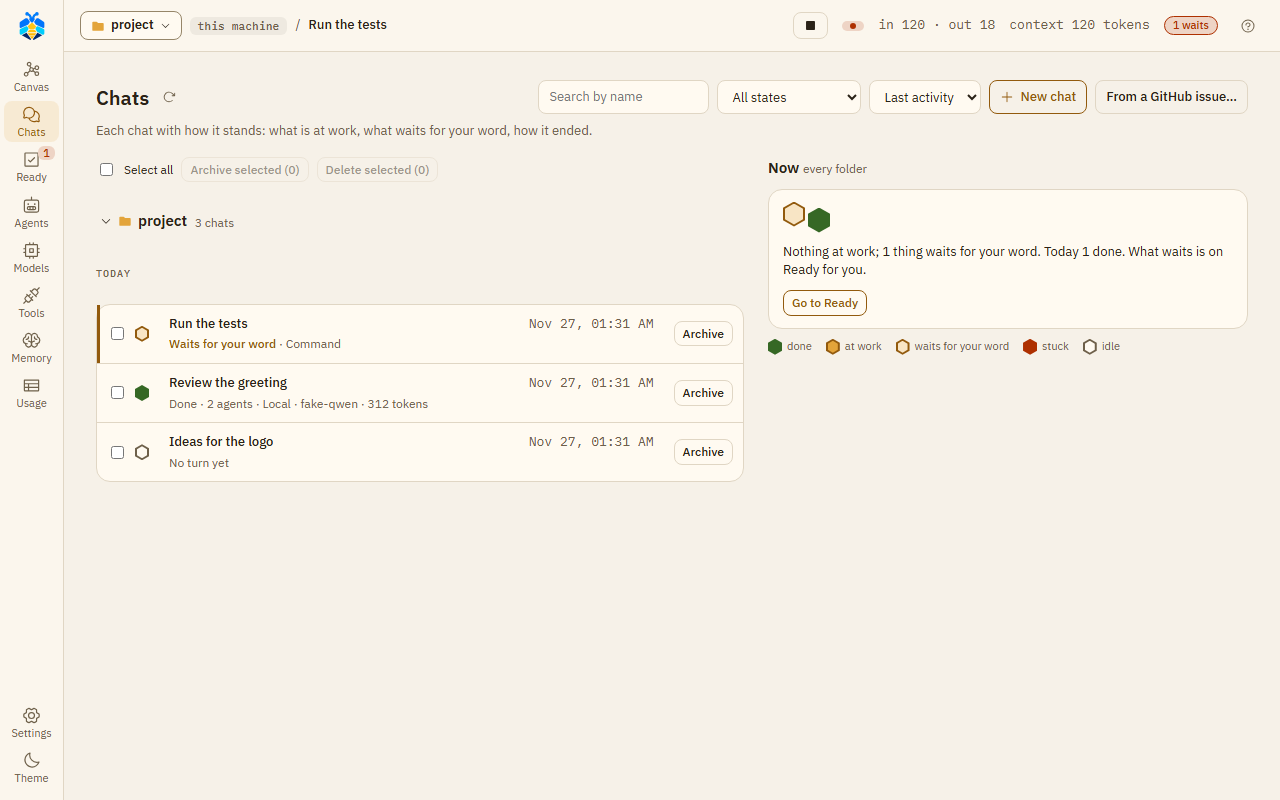 project
this machine / Run the tests
in 120 · out 18 context 120 tokens
1 waits
Canvas
Chats
1
Ready
Agents
Models
Tools
Memory
Usage
Settings
Theme
Chats
Search by name
All states
Last activity
New chat
From a GitHub issue...
Each chat with how it stands: what is at work, what waits for your word, how it ended.
Select all
Archive selected (0)
Delete selected (0)
project 3 chats
TODAY
Run the tests
Nov 27, 01:31 AM
Waits for your word · Command
Archive
Review the greeting
Nov 27, 01:31 AM
Done · 2 agents · Local · fake-qwen · 312 tokens
Archive
Ideas for the logo
Nov 27, 01:31 AM
No turn yet
Archive
Now every folder
Nothing at work; 1 thing waits for your word. Today 1 done. What waits is on
Ready for you.
Go to Ready
done
at work
waits for your word
stuck
idle